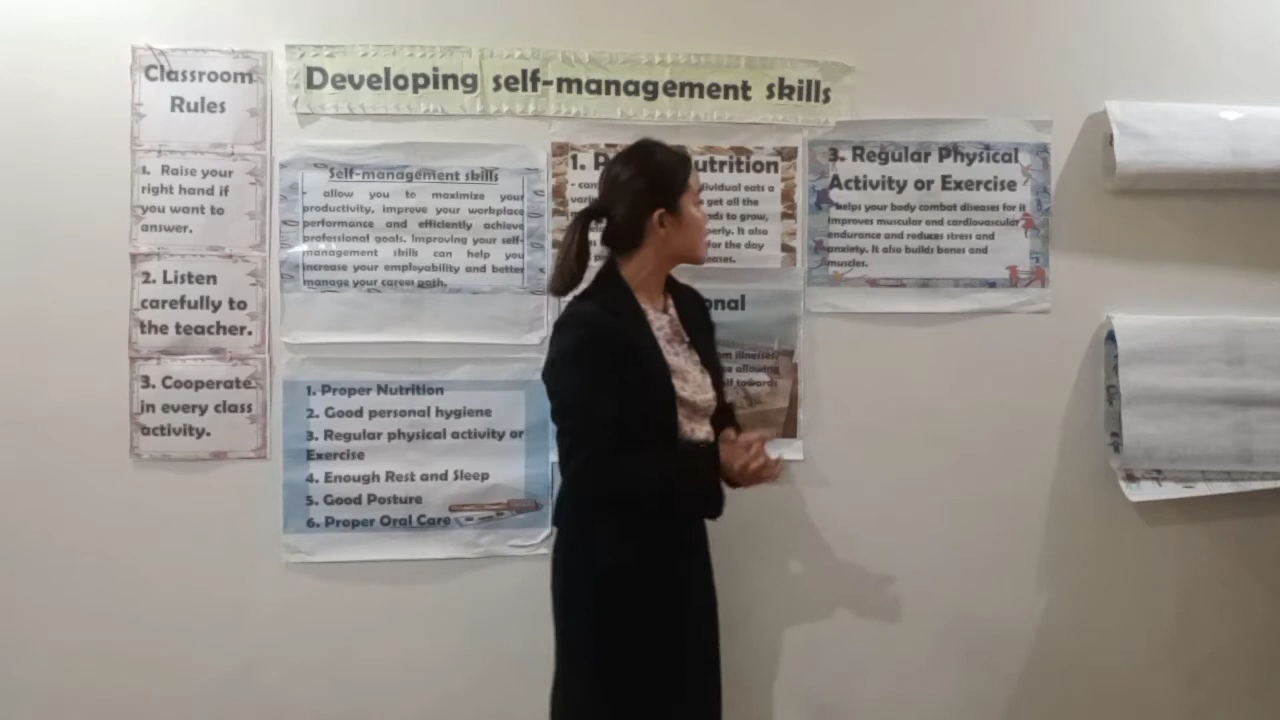 Classroom
Rules
1. Raise your
right hand if
you want to
answer.
2. Listen
carefully to
the teacher.
3. Cooperate
in every class
activity.
Developing self-management skills
Self-management skills
- allow you to maximize your
productivity, improve your workplace
performance and efficiently achieve
professional goals. Improving your self-
management skills can help you
increase your employability and better
manage your career path.
1. Proper Nutrition
2. Good personal hygiene
3. Regular physical activity or
Exercise
4. Enough Rest and Sleep
5. Good Posture
6. Proper Oral Care
1.
eats a
get all the
to grow,
It also
for the day
illnesses.
allowing
towards
3. Regular Physical
Activity or Exercise
- helps your body combat diseases for it
improves muscular and cardiovascular
endurance and reduces stress and
anxiety. It also builds bones and
muscles.